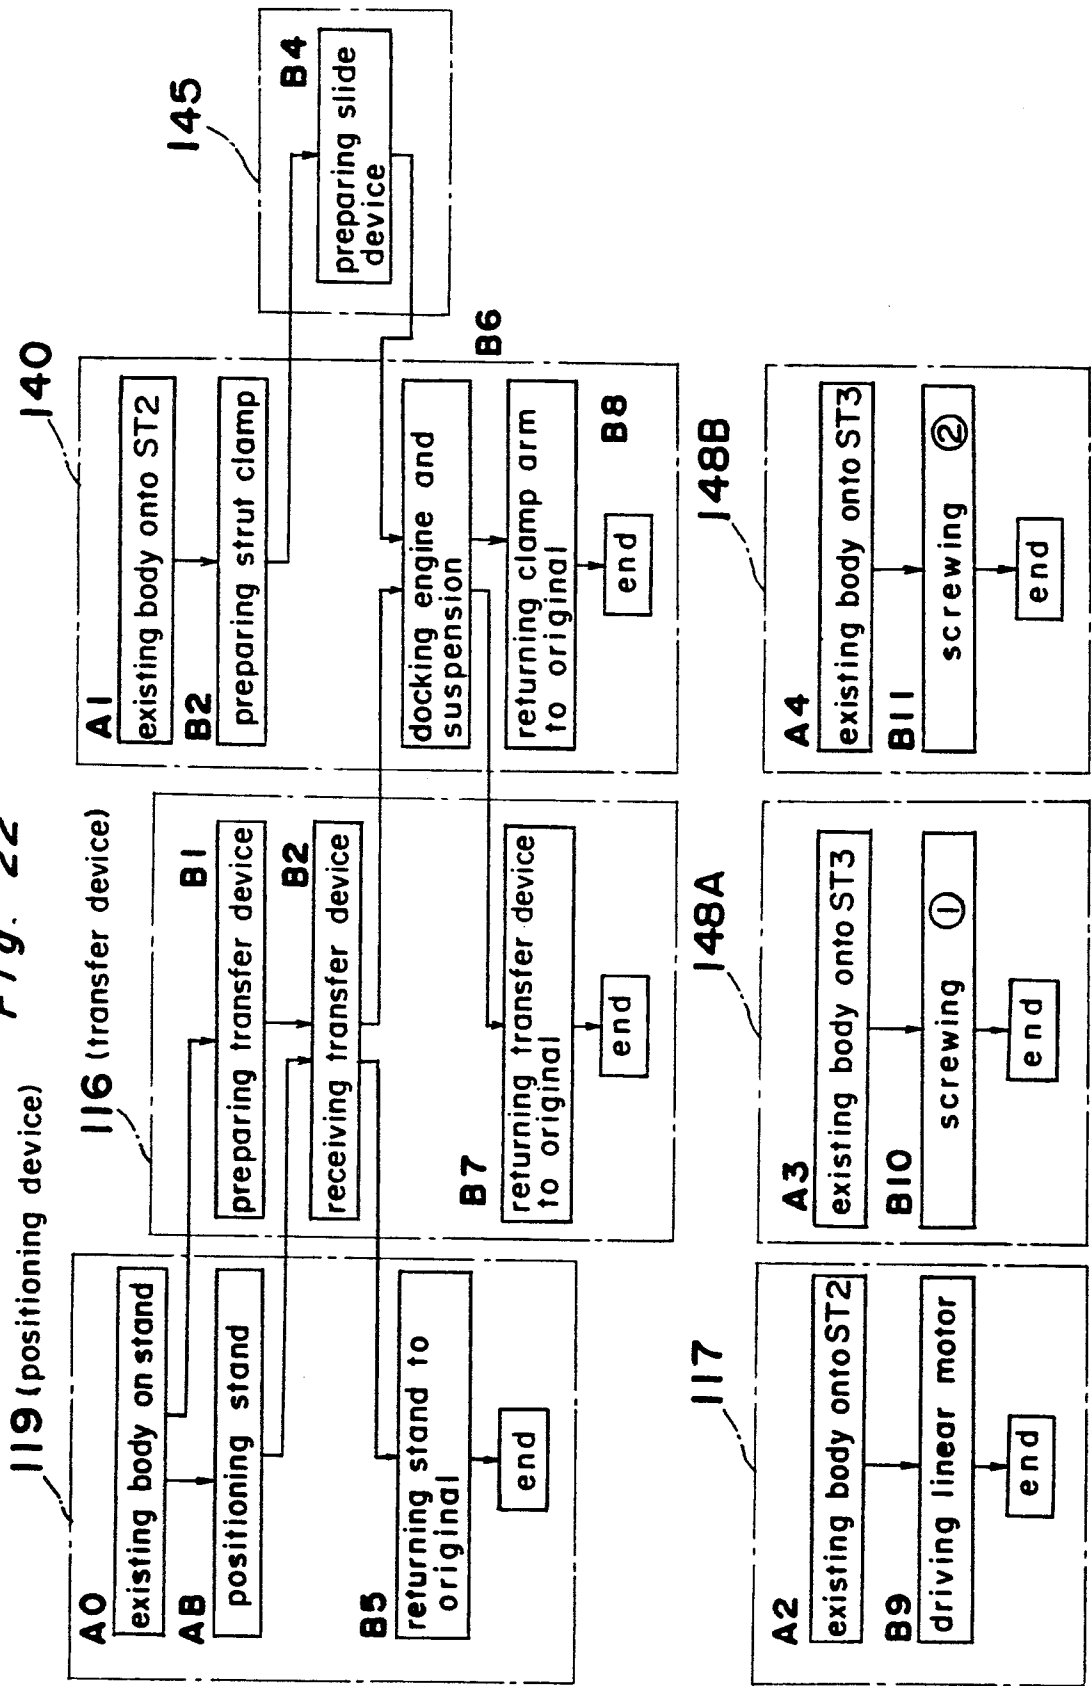 Fig. 22
119 (positioning device)
A0
existing body on stand
AB
positioning stand
B5
returning stand to
original
end
116 (transfer device)
B1
preparing transfer device
B2
receiving transfer device
B7
returning transfer device
to original
end
140
A1
existing body onto ST2
B2
preparing strut clamp
B6
docking engine and
suspension
returning clamp arm
to original
B8
end
145
B4
preparing slide
device
117
A2
existing body onto ST2
B9
driving linear motor
end
148A
A3
existing body onto ST3
B10
screwing ①
end
148B
A4
existing body onto ST3
B11
screwing ②
end